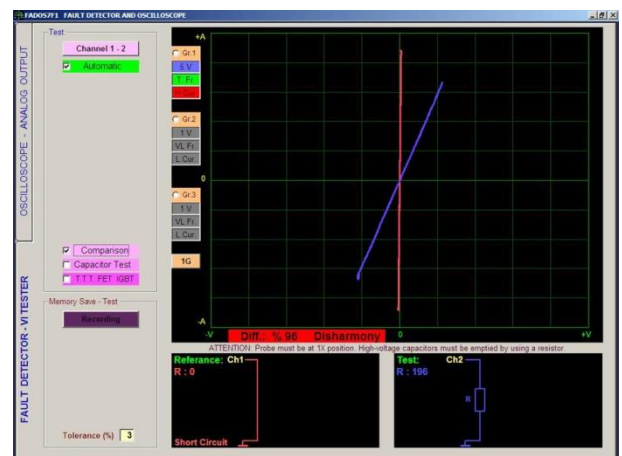 FADOS7F1 FAULT DETECTOR AND OSCILLOSCOPE
OSCILLOSCOPE - ANALOG OUTPUT
FAULT DETECTOR - VI TESTER
Test
Channel 1 - 2
Automatic
Comparison
Capacitor Test
T.T.T. FET IGBT
Memory Save - Test
Recording
Tolerance (%) 3
+A
Gr.1
5 V
T. Fr.
H Cur.
Gr.2
1 V
VL Fr.
L Cur.
0
Gr.3
1 V
VL Fr.
L Cur.
1G
-A
-V
Diff.: % 96 Disharmony
0
+V
ATTENTION: Probe must be at 1X position. High-voltage capacitors must be emptied by using a resistor.
Referance: Ch1
R : 0
Short Circuit
Test: Ch2
R : 196
R